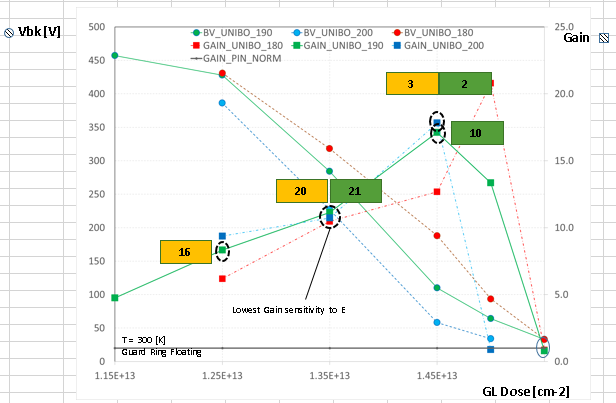 Vbk [V]
Gain
500
450
400
350
300
250
200
150
100
50
0
25.0
20.0
15.0
10.0
5.0
0.0
BV_UNIBO_190
BV_UNIBO_200
BV_UNIBO_180
GAIN_UNIBO_180
GAIN_UNIBO_190
GAIN_UNIBO_200
GAIN_PIN_NORM
3
2
10
20
21
16
Lowest Gain sensitivity to E
T = 300 [K]
Guard Ring Floating
1.15E+13
1.25E+13
1.35E+13
1.45E+13
GL Dose [cm-2]